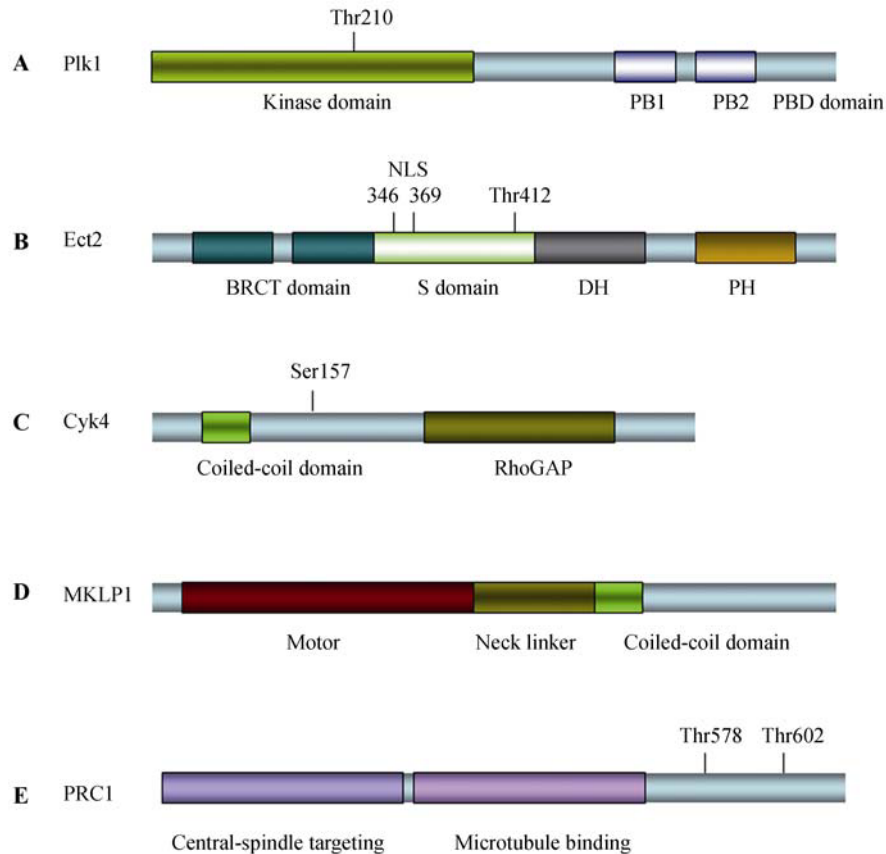 Thr210
A Plk1
Kinase domain PB1 PB2 PBD domain
NLS
346 369 Thr412
B Ect2
BRCT domain S domain DH PH
Ser157
C Cyk4
Coiled-coil domain RhoGAP
D MKLP1
Motor Neck linker Coiled-coil domain
Thr578 Thr602
E PRC1
Central-spindle targeting Microtubule binding